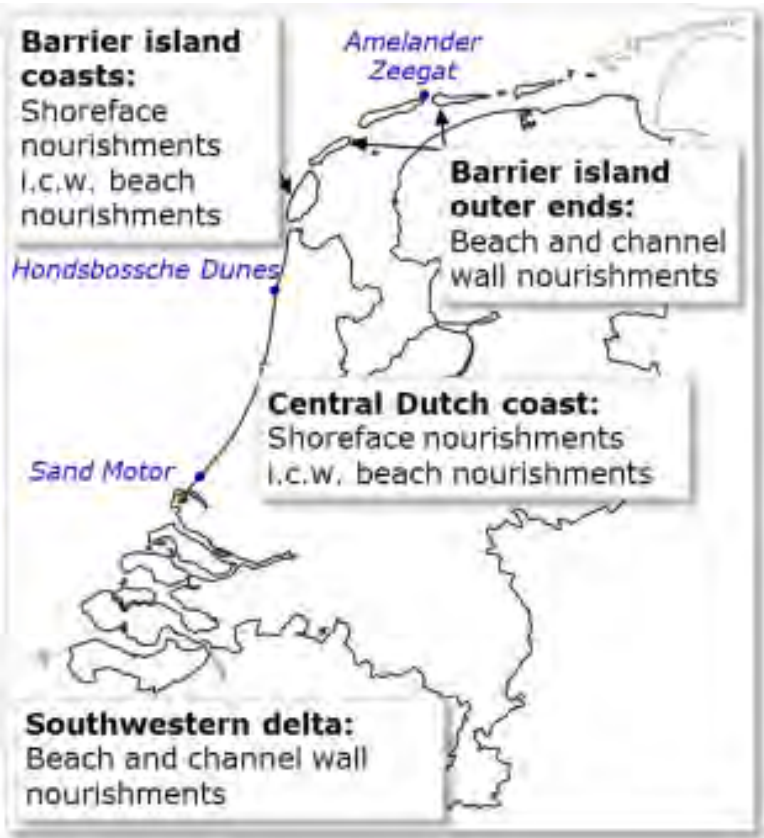 Barrier island
coasts:
Shoreface
nourishments
i.c.w. beach
nourishments
Amelander
Zeegat
Barrier island
outer ends:
Beach and channel
wall nourishments
Hondsbossche Dunes
Central Dutch coast:
Shoreface nourishments
i.c.w. beach nourishments
Sand Motor
Southwestern delta:
Beach and channel wall
nourishments